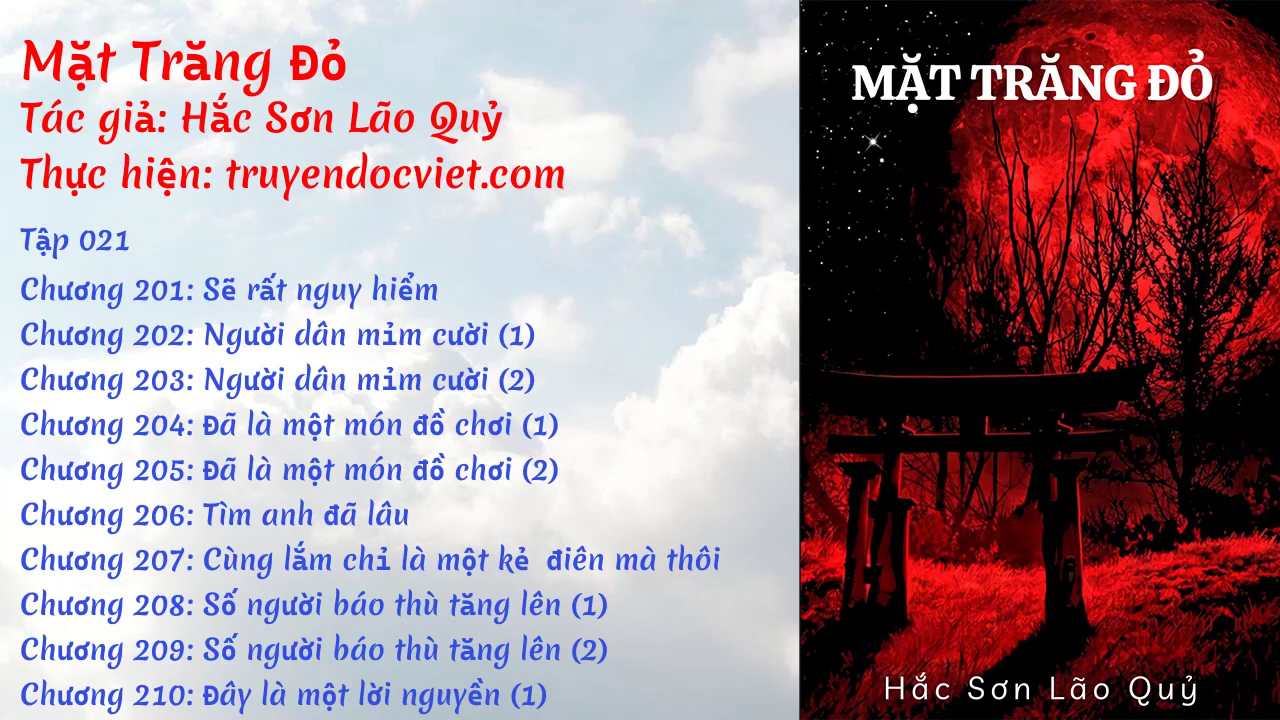 Mặt Trăng Đỏ
Tác giả: Hắc Sơn Lão Quỷ
Thực hiện: truyendocviet.com
Tập 021
Chương 201: Sẽ rất nguy hiểm
Chương 202: Người dân mỉm cười (1)
Chương 203: Người dân mỉm cười (2)
Chương 204: Đã là một món đồ chơi (1)
Chương 205: Đã là một món đồ chơi (2)
Chương 206: Tìm anh đã lâu
Chương 207: Cùng lắm chỉ là một kẻ  điên mà thôi
Chương 208: Số người báo thù tăng lên (1)
Chương 209: Số người báo thù tăng lên (2)
Chương 210: Đây là một lời nguyền (1)
MẶT TRĂNG ĐỎ
Hắc Sơn Lão Quỷ